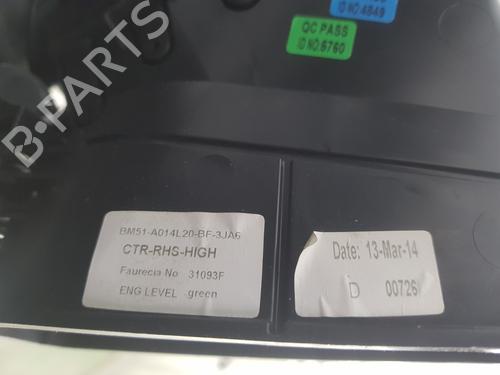 B-PARTS
ID NO:4849
QC PASS
ID NO:6760
BM51-A014L20-BF-3JA6
CTR-RHS-HIGH
Faurecia No 31093F
ENG LEVEL green
Date: 13-Mar-14
D 00726